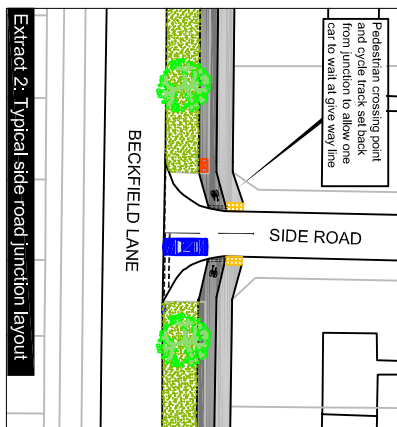 Pedestrian crossing point
and cycle track set back
from junction to allow one
car to wait at give way line
SIDE ROAD
BECKFIELD LANE
Extract 2: Typical side road junction layout